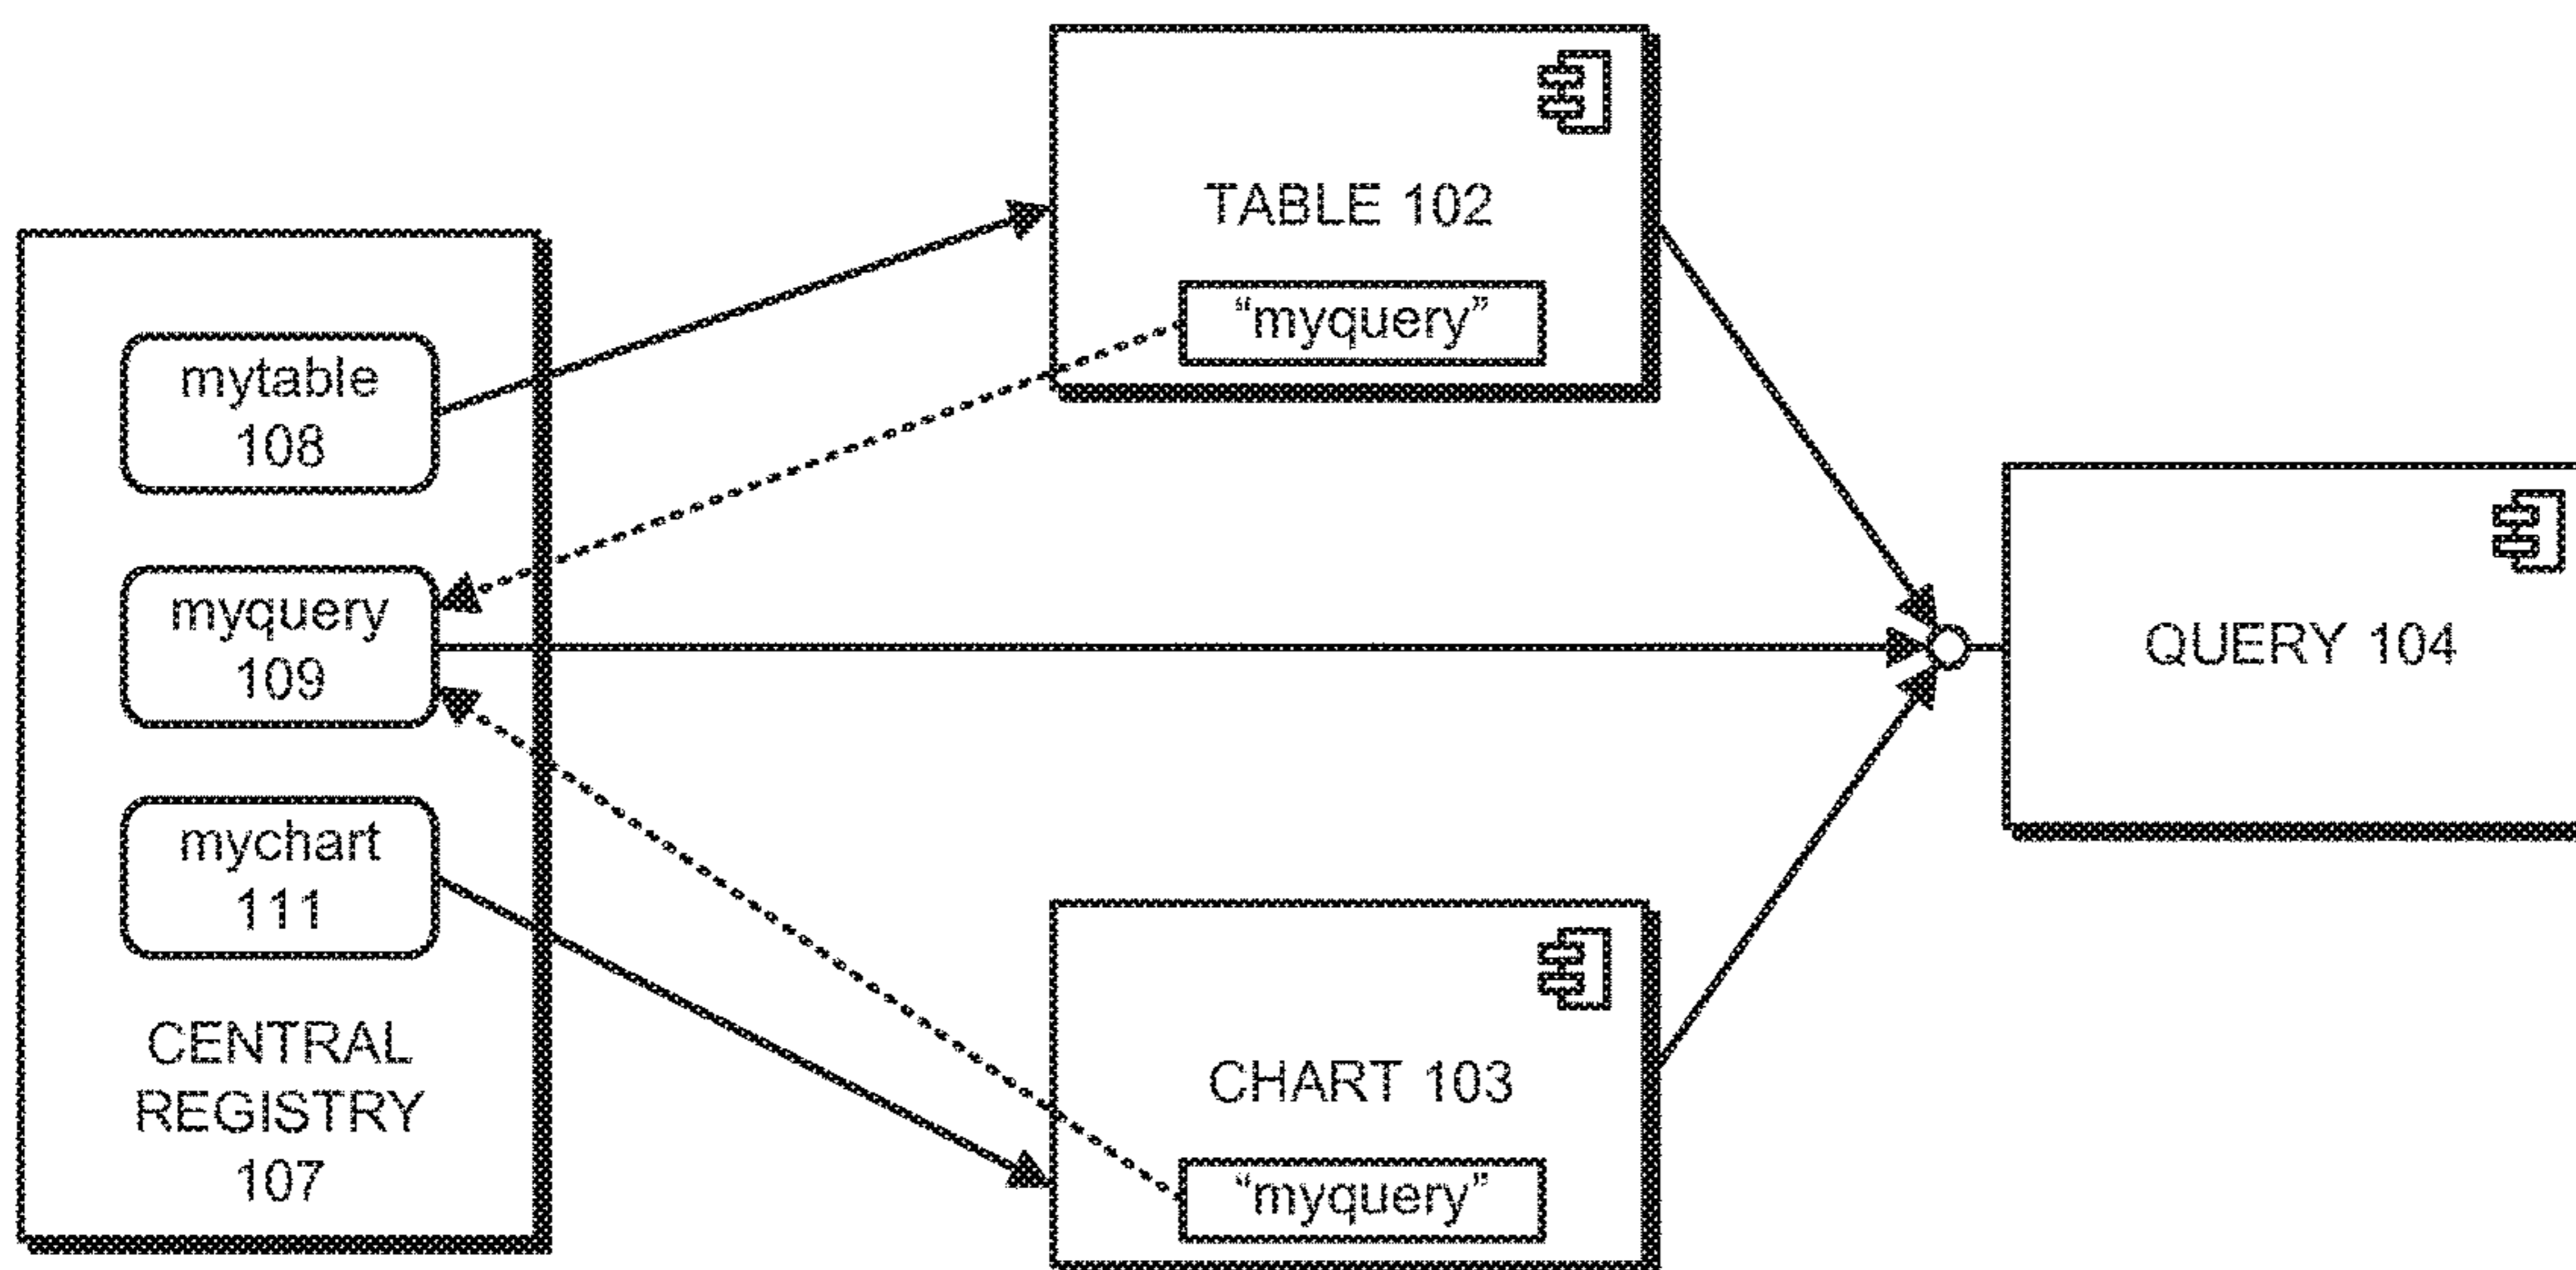 TABLE 102
“myquery”
mytable
108
myquery
109
mychart
111
CENTRAL
REGISTRY
107
QUERY 104
CHART 103
“myquery”